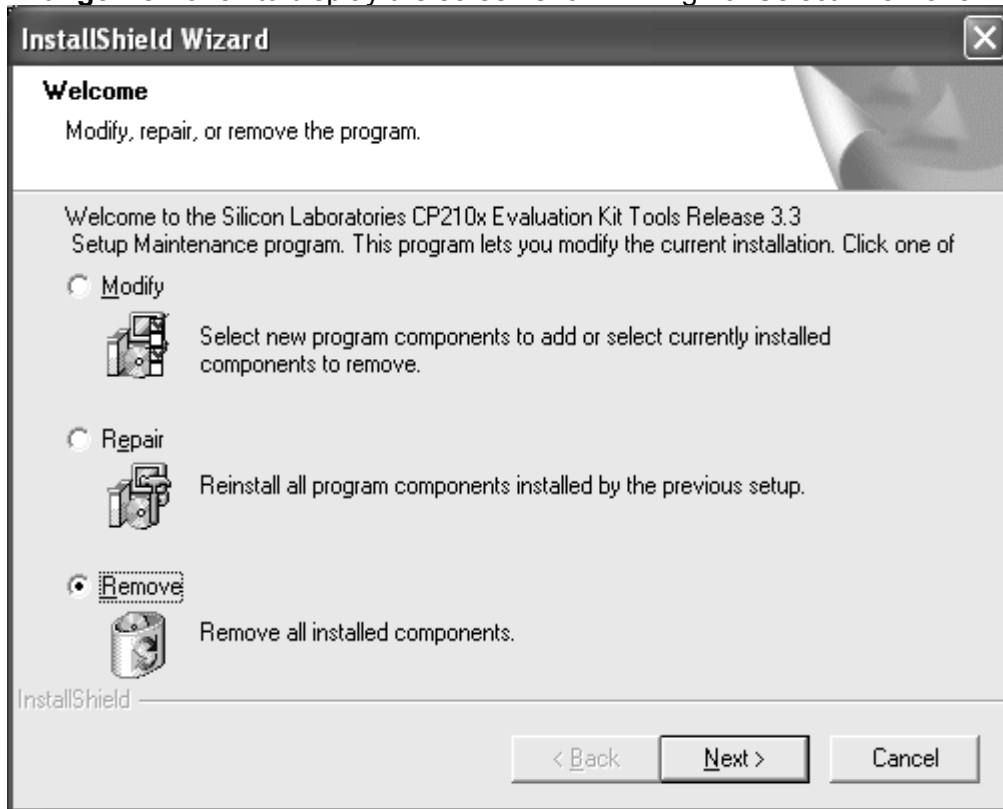 InstallShield Wizard
Welcome
Modify, repair, or remove the program.
Welcome to the Silicon Laboratories CP210x Evaluation Kit Tools Release 3.3
Setup Maintenance program. This program lets you modify the current installation. Click one of
Modify
Select new program components to add or select currently installed
components to remove.
Repair
Reinstall all program components installed by the previous setup.
Remove
Remove all installed components.
InstallShield
< Back
Next >
Cancel